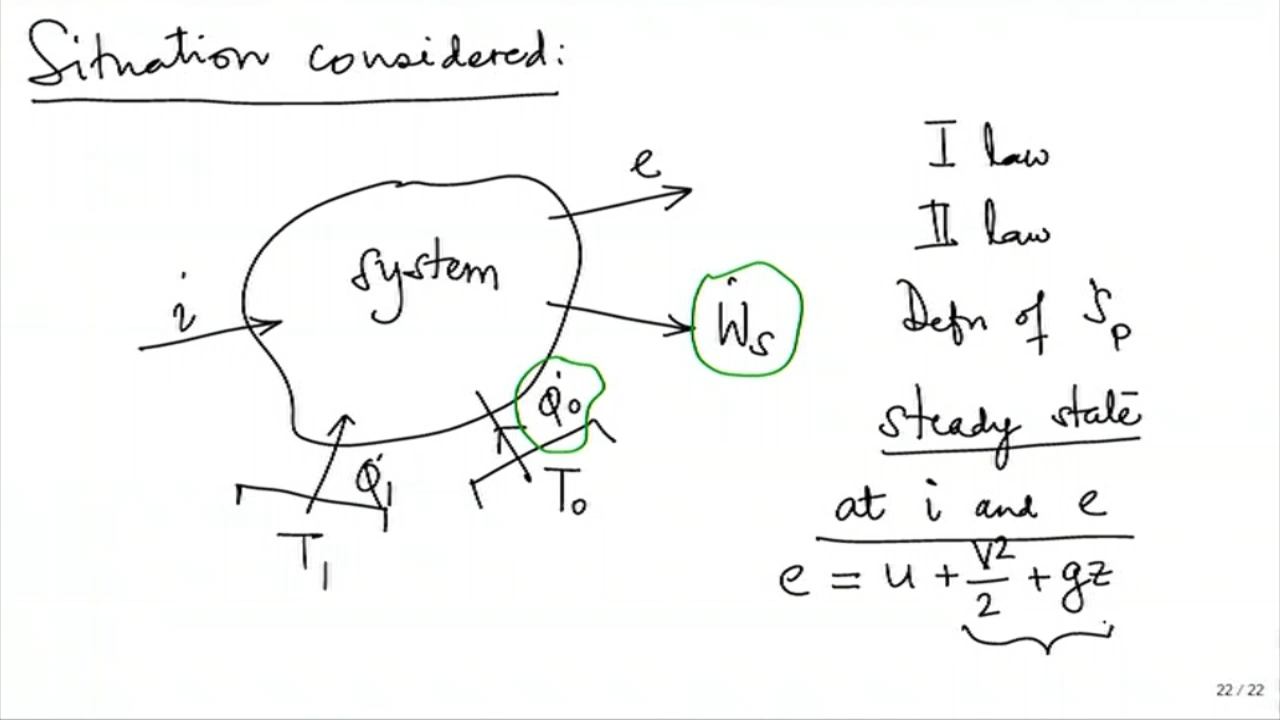 Situation considered:
e
system
i
Ẇs
Q̇0
Q̇1
T0
T1
I law
II law
Defn of Ṡp
steady state
at i and e
e = u + V²/2 + gz
22 / 22